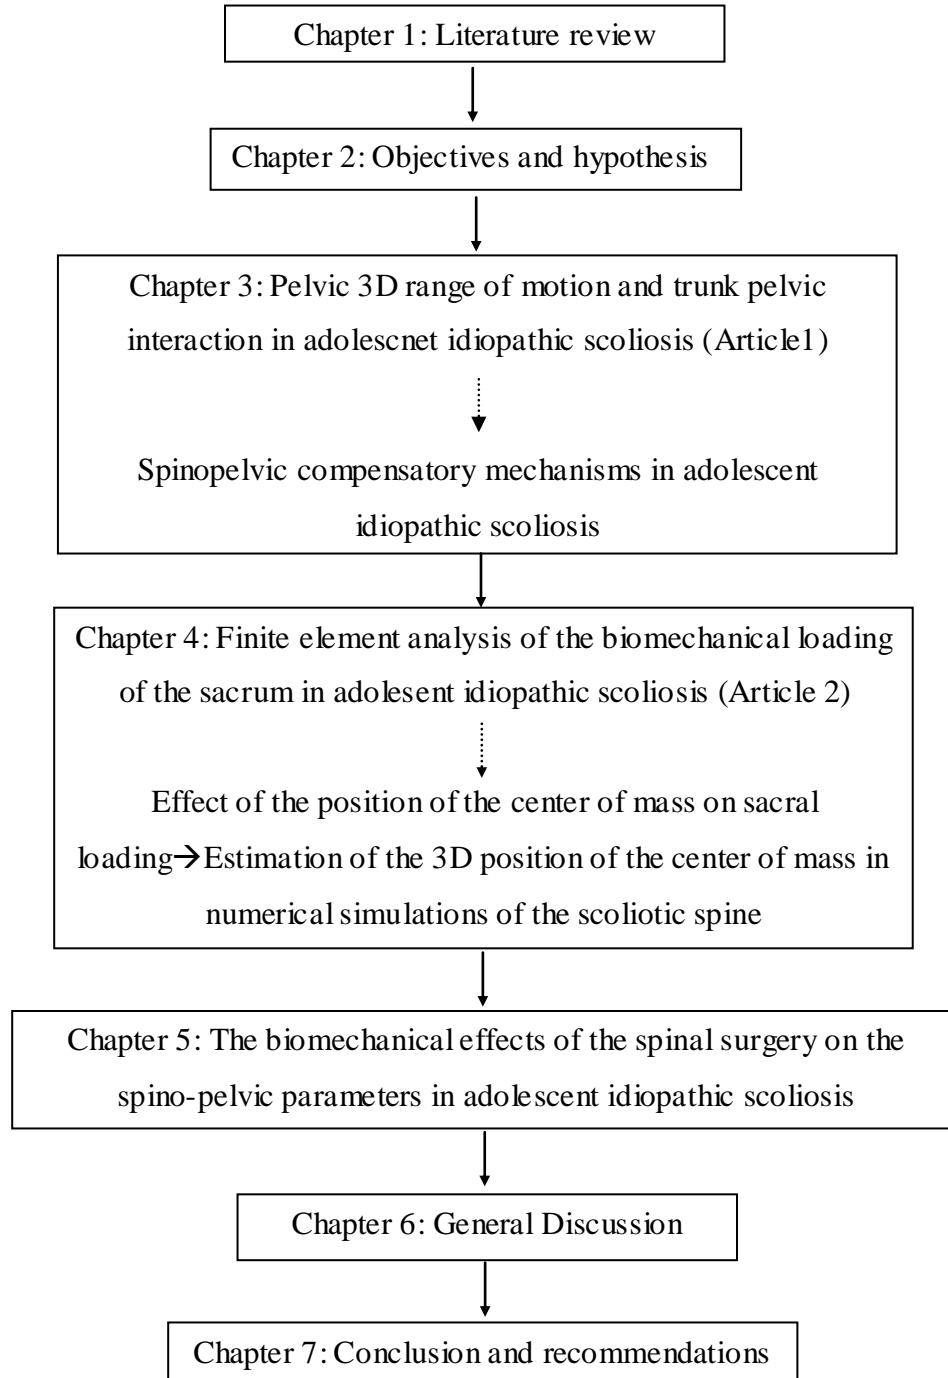 Chapter 1: Literature review
Chapter 2: Objectives and hypothesis
Chapter 3: Pelvic 3D range of motion and trunk pelvic
interaction in adolescnet idiopathic scoliosis (Article1)
Spinopelvic compensatory mechanisms in adolescent
idiopathic scoliosis
Chapter 4: Finite element analysis of the biomechanical loading
of the sacrum in adolesent idiopathic scoliosis (Article 2)
Effect of the position of the center of mass on sacral
loading→Estimation of the 3D position of the center of mass in
numerical simulations of the scoliotic spine
Chapter 5: The biomechanical effects of the spinal surgery on the
spino-pelvic parameters in adolescent idiopathic scoliosis
Chapter 6: General Discussion
Chapter 7: Conclusion and recommendations